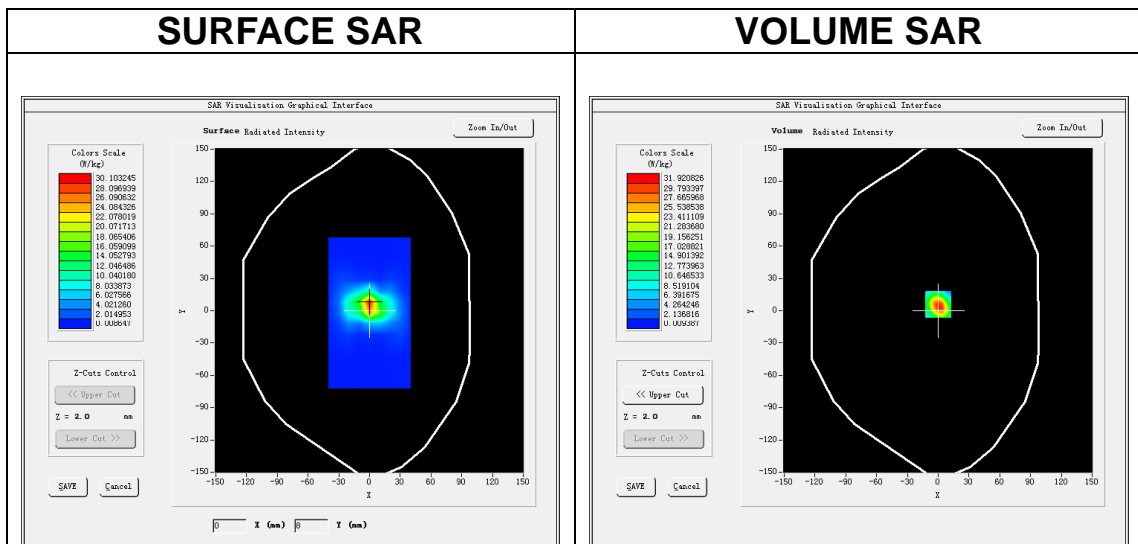 SURFACE SAR
SAR Visualisation Graphical Interface
Surface Radiated Intensity
Zoom In/Out
Colors Scale
(W/kg)
30.103245
28.096939
26.090632
24.084326
22.078019
20.071713
18.065406
16.059099
14.052793
12.046486
10.040180
8.033873
6.027566
4.021260
2.014953
0.008647
Z-Cuts Control
<< Upper Cut
Z = 2.0 mm
Lower Cut >>
SAVE Cancel
150
120
90
60
30
0
-30
-60
-90
-120
-150
Y
-150 -120 -90 -60 -30 0 30 60 90 120 150
X
0 X (mm) 8 Y (mm)
VOLUME SAR
SAR Visualisation Graphical Interface
Volume Radiated Intensity
Zoom In/Out
Colors Scale
(W/kg)
31.920826
29.793397
27.665968
25.538538
23.411109
21.283680
19.156251
17.028821
14.901392
12.773963
10.646533
8.519104
6.391675
4.264246
2.136816
0.009387
Z-Cuts Control
<< Upper Cut
Z = 2.0 mm
Lower Cut >>
SAVE Cancel
150
120
90
60
30
0
-30
-60
-90
-120
-150
Y
-150 -120 -90 -60 -30 0 30 60 90 120 150
X